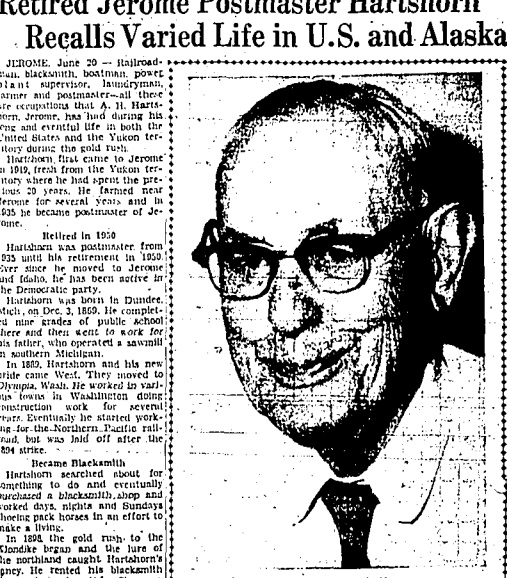 Retired Jerome Postmaster Hartshorn
Recalls Varied Life in U.S. and Alaska
JEROME, June 20 — Railroad-
man, blacksmith, boatman, power
plant supervisor, laundryman,
farmer and postmaster—all these
are occupations that A. H. Harts-
horn, Jerome, has had during his
long and eventful life in both the
United States and the Yukon ter-
ritory during the gold rush.
Hartshorn first came to Jerome
in 1919, fresh from the Yukon ter-
ritory where he had spent the pre-
vious 20 years. He farmed near
Jerome for several years and in
1935 he became postmaster of Je-
rome.
Retired in 1950
Hartshorn was postmaster from
1935 until his retirement in 1950.
Ever since he moved to Jerome
and Idaho, he has been active in
the Democratic party.
Hartshorn was born in Dundee,
Mich., on Dec. 3, 1869. He complet-
ed nine grades of public school
there and then went to work for
his father, who operated a sawmill
in southern Michigan.
In 1889, Hartshorn and his new
bride came West. They moved to
Olympia, Wash. He worked in vari-
ous towns in Washington doing
construction work for several
years. Eventually he started work-
ing for the Northern Pacific rail-
road, but was laid off after the
1894 strike.
Became Blacksmith
Hartshorn searched about for
something to do and eventually
purchased a blacksmith shop and
worked days, nights and Sundays
shoeing pack horses in an effort to
make a living.
In 1898, the gold rush to the
Klondike began and the lure of
the northland caught Hartshorn's
He rented his blacksmith